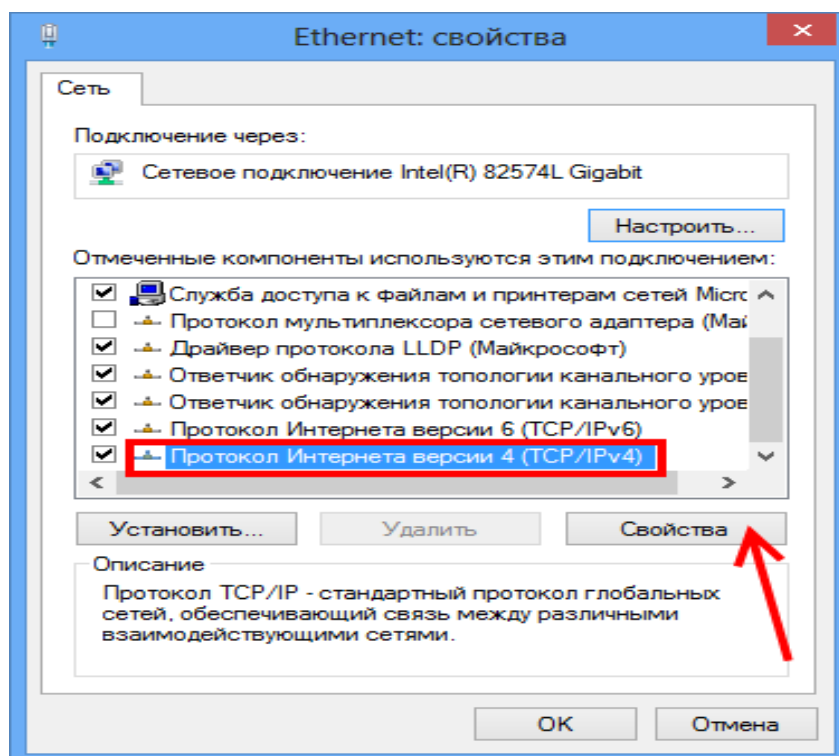 Ethernet: свойства
Сеть
Подключение через:
Сетевое подключение Intel(R) 82574L Gigabit
Настроить...
Отмеченные компоненты используются этим подключением:
Служба доступа к файлам и принтерам сетей Micrс
Протокол мультиплексора сетевого адаптера (Май
Драйвер протокола LLDP (Майкрософт)
Ответчик обнаружения топологии канального уров
Ответчик обнаружения топологии канального уров
Протокол Интернета версии 6 (TCP/IPv6)
Протокол Интернета версии 4 (TCP/IPv4)
Установить...
Удалить
Свойства
Описание
Протокол TCP/IP - стандартный протокол глобальных
сетей, обеспечивающий связь между различными
взаимодействующими сетями.
OK
Отмена